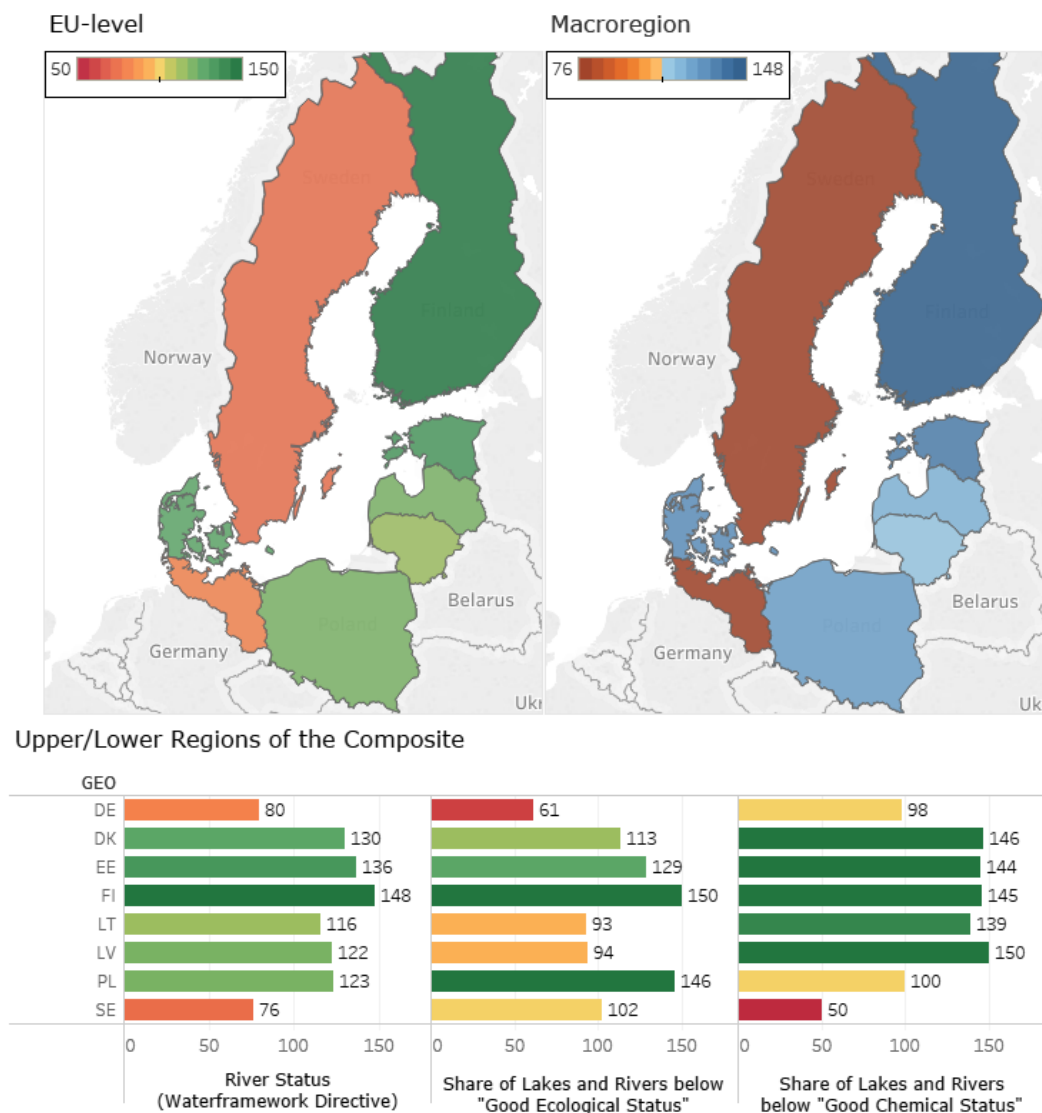 EU-level
Macroregion
50 150
76 148
Sweden
Finland
Norway
Poland
Belarus
Germany
Ukr
Sweden
Finland
Norway
Poland
Belarus
Germany
Uk
Upper/Lower Regions of the Composite
GEO
DE 80 61 98
DK 130 113 146
EE 136 129 144
FI 148 150 145
LT 116 93 139
LV 122 94 150
PL 123 146 100
SE 76 102 50
0 50 100 150 0 50 100 150 0 50 100 150
River Status
(Waterframework Directive)
Share of Lakes and Rivers below
"Good Ecological Status"
Share of Lakes and Rivers
below "Good Chemical Status"